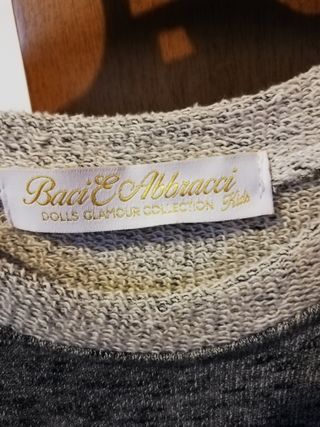 Baci E Abbracci
DOLLS GLAMOUR COLLECTION Kids